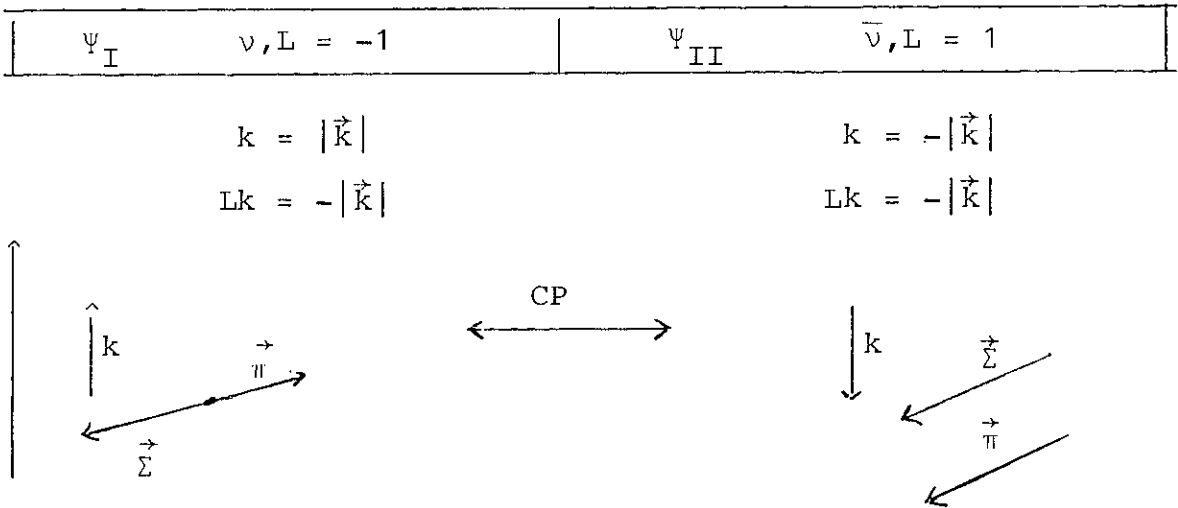 Ψ_I ν,L = -1 Ψ_II ν̅,L = 1
k = |k⃗| k = -|k⃗|
Lk = -|k⃗| Lk = -|k⃗|
CP
k π⃗ k Σ⃗
Σ⃗ π⃗